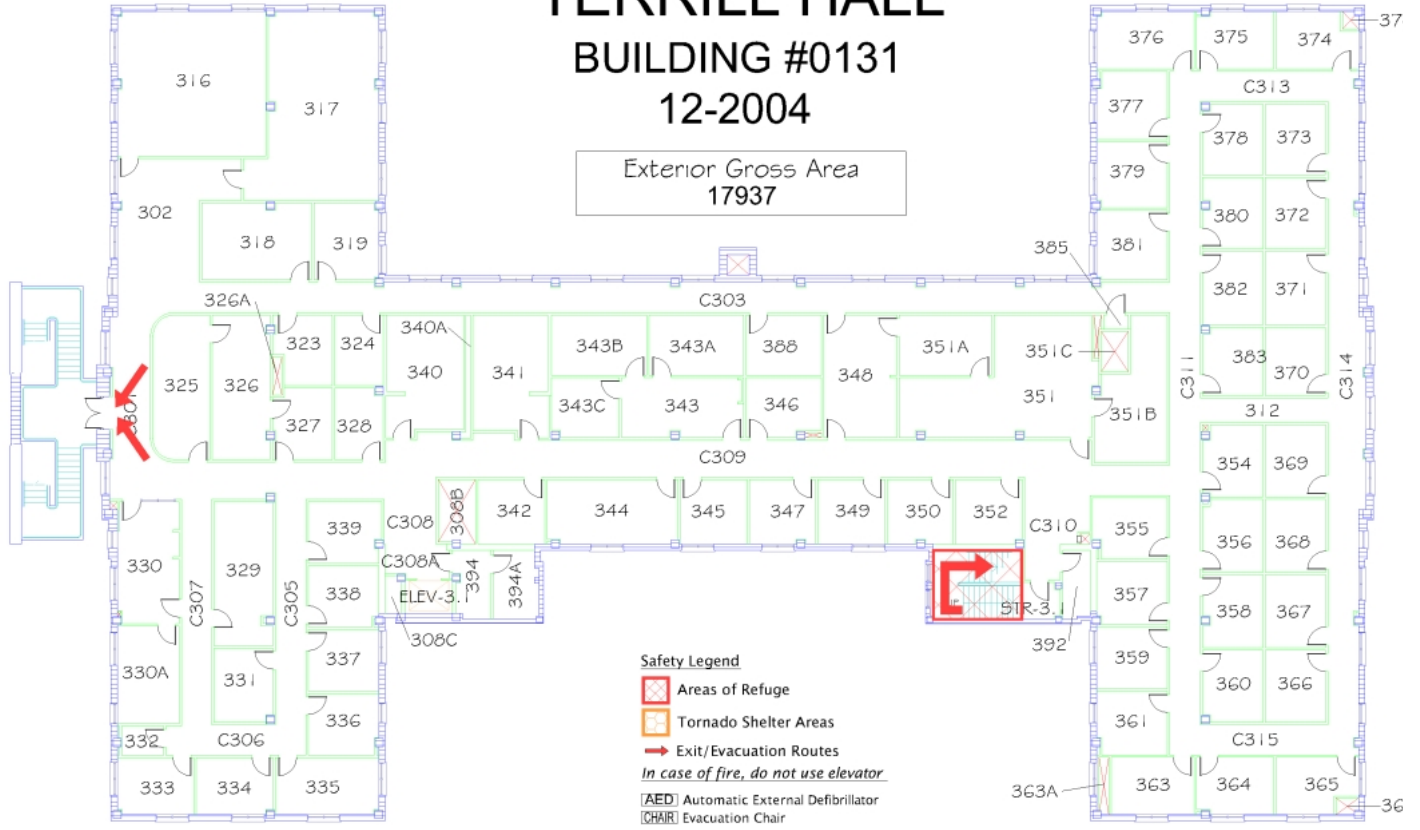 TERRILL HALL
BUILDING #0131
12-2004
Exterior Gross Area
17937
316
317
302
318
319
326A
C303
323
324
340A
343B
343A
388
351A
351C
385
325
326
340
341
348
351
327
328
343C
343
346
351B
C301
C309
308B
342
344
345
347
349
350
352
C310
339
C308
C308A
330
C307
329
C305
338
ELEV-3.1
394
394A
308C
STR-3.1
392
330A
331
337
336
332
C306
333
334
335
376
375
374
C313
377
378
373
379
380
372
381
382
371
C311
383
370
C314
312
354
369
355
356
368
357
358
367
359
360
366
361
C315
363A
363
364
365
Safety Legend
Areas of Refuge
Tornado Shelter Areas
Exit/Evacuation Routes
In case of fire, do not use elevator
AED Automatic External Defibrillator
CHAIR Evacuation Chair